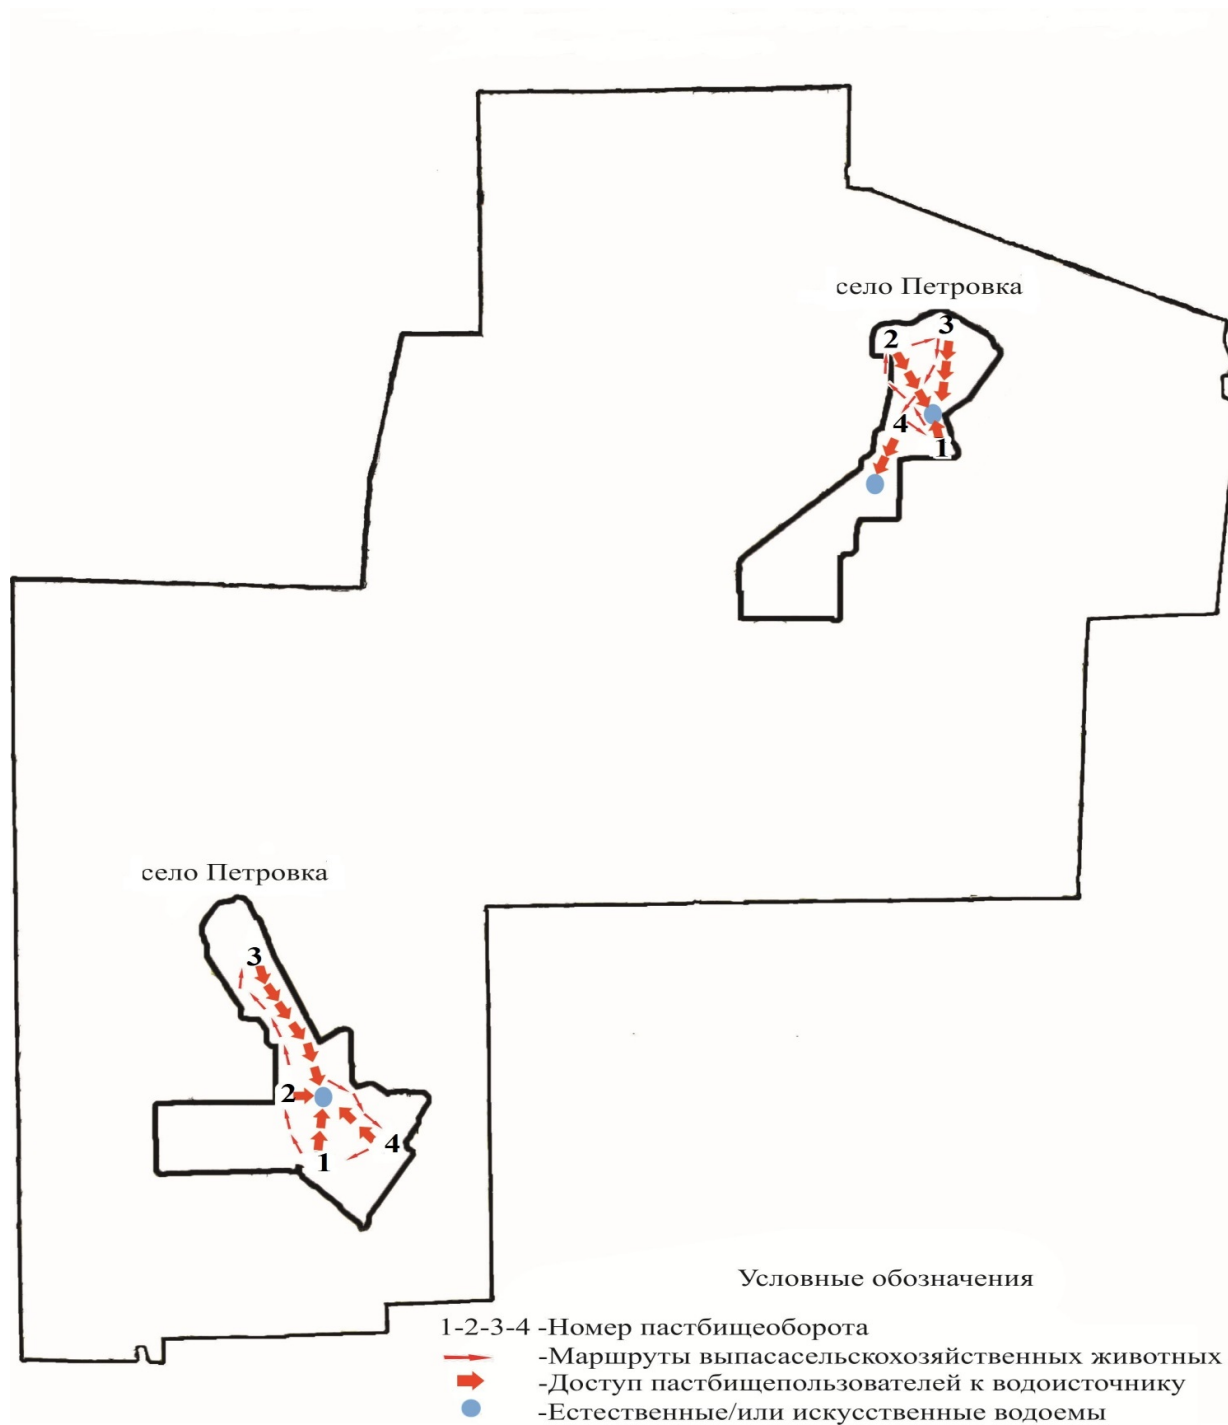 село Петровка
3
2
4
1
село Петровка
3
2
4
1
Условные обозначения
1-2-3-4 -Номер пастбищеоборота
-Маршруты выпасасельскохозяйственных животных
-Доступ пастбищепользователей к водоисточнику
-Естественные/или искусственные водоемы